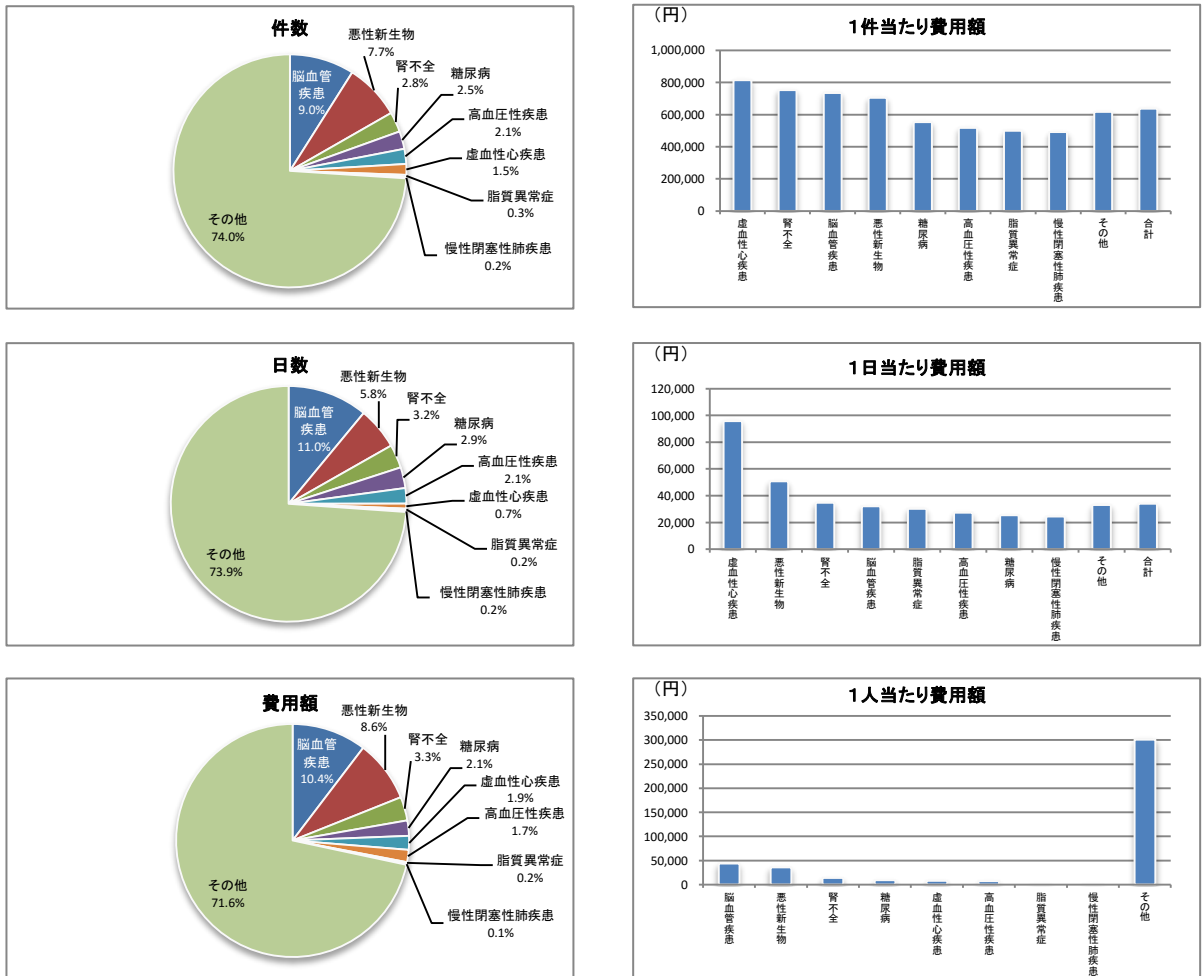 件数
脳血管
疾患
9.0%
悪性新生物
7.7%
腎不全
2.8%
糖尿病
2.5%
高血圧性疾患
2.1%
虚血性心疾患
1.5%
脂質異常症
0.3%
慢性閉塞性肺疾患
0.2%
その他
74.0%
(円)
1件当たり費用額
1,000,000
800,000
600,000
400,000
200,000
0
虚血性心疾患
腎不全
脳血管疾患
悪性新生物
糖尿病
高血圧性疾患
脂質異常症
慢性閉塞性肺疾患
その他
合計
日数
脳血管
疾患
11.0%
悪性新生物
5.8%
腎不全
3.2%
糖尿病
2.9%
高血圧性疾患
2.1%
虚血性心疾患
0.7%
脂質異常症
0.2%
慢性閉塞性肺疾患
0.2%
その他
73.9%
(円)
1日当たり費用額
120,000
100,000
80,000
60,000
40,000
20,000
0
虚血性心疾患
悪性新生物
腎不全
脳血管疾患
脂質異常症
高血圧性疾患
糖尿病
慢性閉塞性肺疾患
その他
合計
費用額
脳血管
疾患
10.4%
悪性新生物
8.6%
腎不全
3.3%
糖尿病
2.1%
虚血性心疾患
1.9%
高血圧性疾患
1.7%
脂質異常症
0.2%
慢性閉塞性肺疾患
0.1%
その他
71.6%
(円)
1人当たり費用額
350,000
300,000
250,000
200,000
150,000
100,000
50,000
0
脳血管疾患
悪性新生物
腎不全
糖尿病
虚血性心疾患
高血圧性疾患
脂質異常症
慢性閉塞性肺疾患
その他